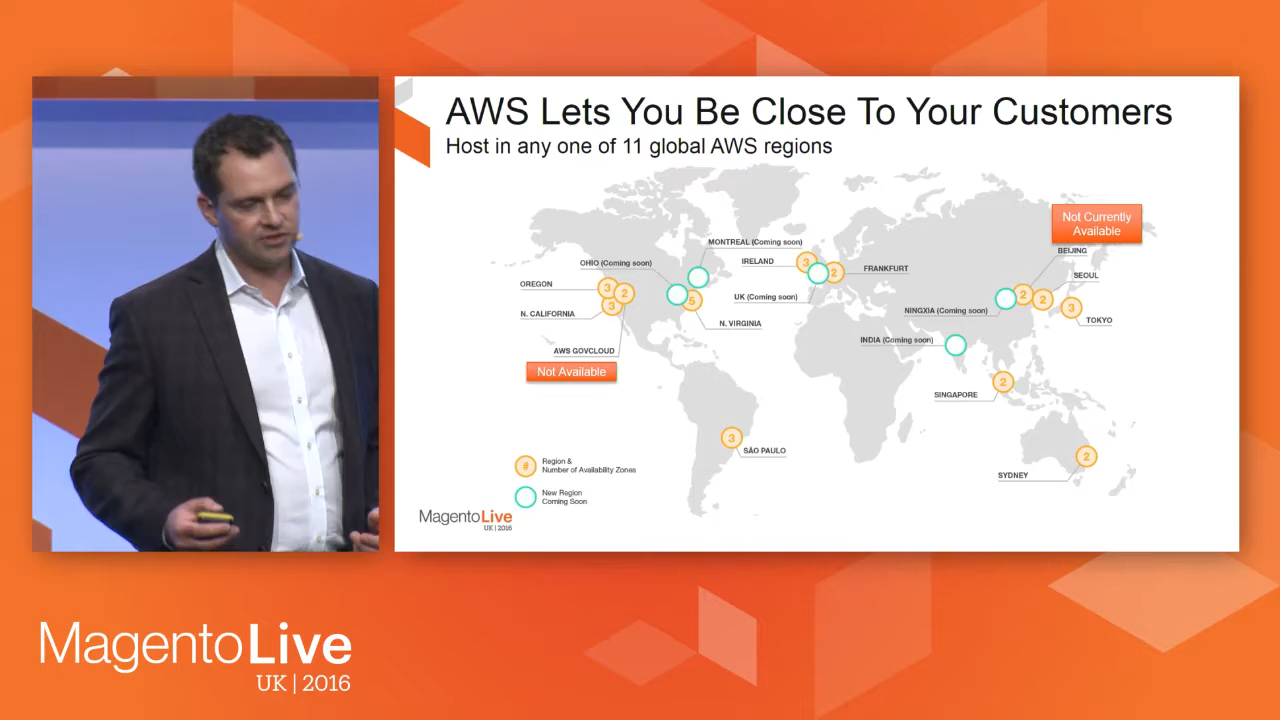 AWS Lets You Be Close To Your Customers
Host in any one of 11 global AWS regions
Not Currently
Available
MONTREAL (Coming soon)
BEIJING
OHIO (Coming soon)
IRELAND
3
2
FRANKFURT
SEOUL
OREGON
3
2
5
UK (Coming soon)
2
2
3
N. CALIFORNIA
3
N. VIRGINIA
NINGXIA (Coming soon)
TOKYO
AWS GOVCLOUD
INDIA (Coming soon)
Not Available
SINGAPORE
2
3
SÃO PAULO
2
SYDNEY
#
Region &
Number of Availability Zones
New Region
Coming Soon
MagentoLive
UK | 2016
MagentoLive
UK | 2016